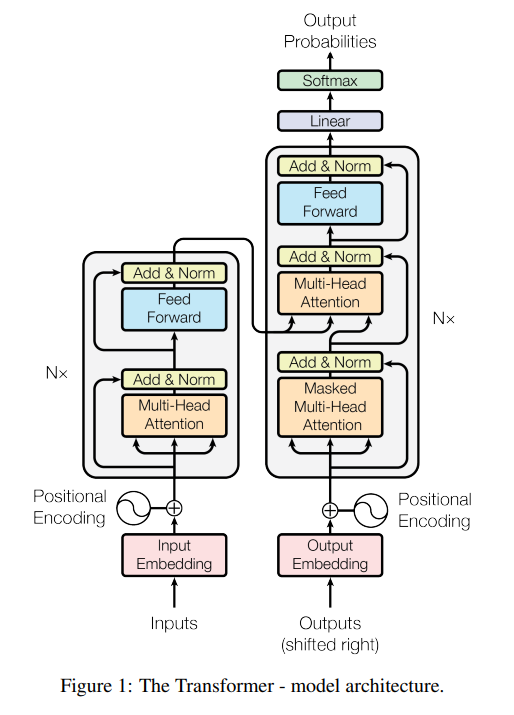 Output
Probabilities
Softmax
Linear
Add & Norm
Feed
Forward
Add & Norm
Multi-Head
Attention
Add & Norm
Masked
Multi-Head
Attention
N×
Add & Norm
Feed
Forward
Add & Norm
Multi-Head
Attention
N×
Positional
Encoding
Positional
Encoding
Input
Embedding
Output
Embedding
Inputs
Outputs
(shifted right)
Figure 1: The Transformer - model architecture.